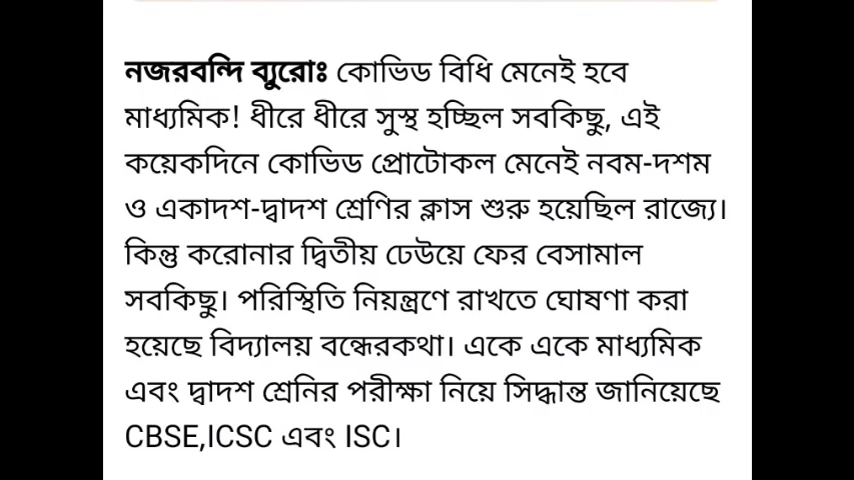 নজরবন্দি ব্যুরোঃ কোভিড বিধি মেনেই হবে
মাধ্যমিক! ধীরে ধীরে সুস্থ হচ্ছিল সবকিছু, এই
কয়েকদিনে কোভিড প্রোটোকল মেনেই নবম-দশম
ও একাদশ-দ্বাদশ শ্রেণির ক্লাস শুরু হয়েছিল রাজ্যে।
কিন্তু করোনার দ্বিতীয় ঢেউয়ে ফের বেসামাল
সবকিছু। পরিস্থিতি নিয়ন্ত্রণে রাখতে ঘোষণা করা
হয়েছে বিদ্যালয় বন্ধেরকথা। একে একে মাধ্যমিক
এবং দ্বাদশ শ্রেনির পরীক্ষা নিয়ে সিদ্ধান্ত জানিয়েছে
CBSE,ICSC এবং ISC।